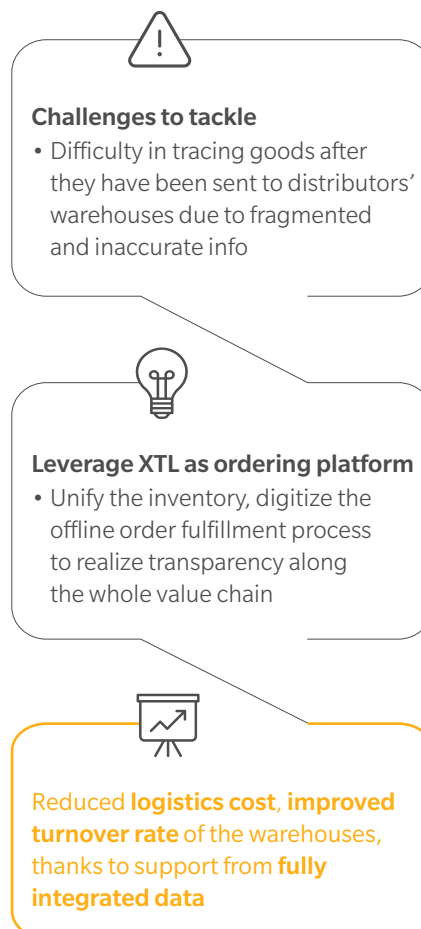 Challenges to tackle
• Difficulty in tracing goods after
they have been sent to distributors’
warehouses due to fragmented
and inaccurate info
Leverage XTL as ordering platform
• Unify the inventory, digitize the
offline order fulfillment process
to realize transparency along
the whole value chain
Reduced logistics cost, improved
turnover rate of the warehouses,
thanks to support from fully
integrated data